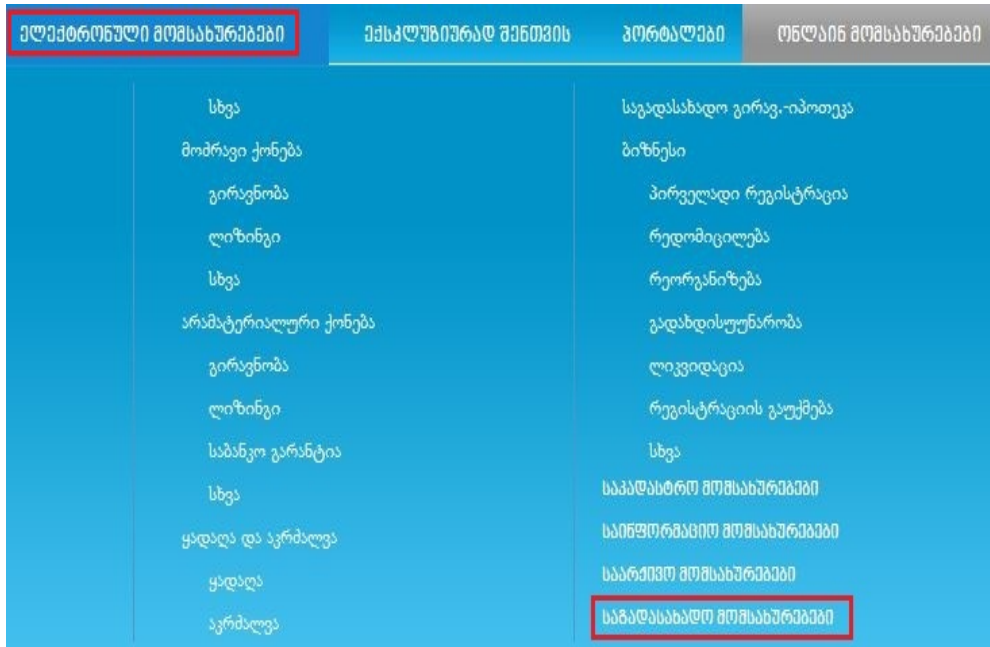 ელექტრონული მომსახურებები
ექსკლუზიურად შენთვის
პორტალები
ონლაინ მომსახურებები
სხვა
მოძრავი ქონება
გირავნობა
ლიზინგი
სხვა
არამატერიალური ქონება
გირავნობა
ლიზინგი
საბანკო გარანტია
სხვა
ყადაღა და აკრძალვა
ყადაღა
აკრძალვა
საგადასახადო გირავ.-იპოთეკა
ბიზნესი
პირველადი რეგისტრაცია
რედომიცილება
რეორგანიზება
გადახდისუუნარობა
ლიკვიდაცია
რეგისტრაციის გაუქმება
სხვა
საკადასტრო მომსახურებები
საინფორმაციო მომსახურებები
საარქივო მომსახურებები
საგადასახადო მომსახურებები